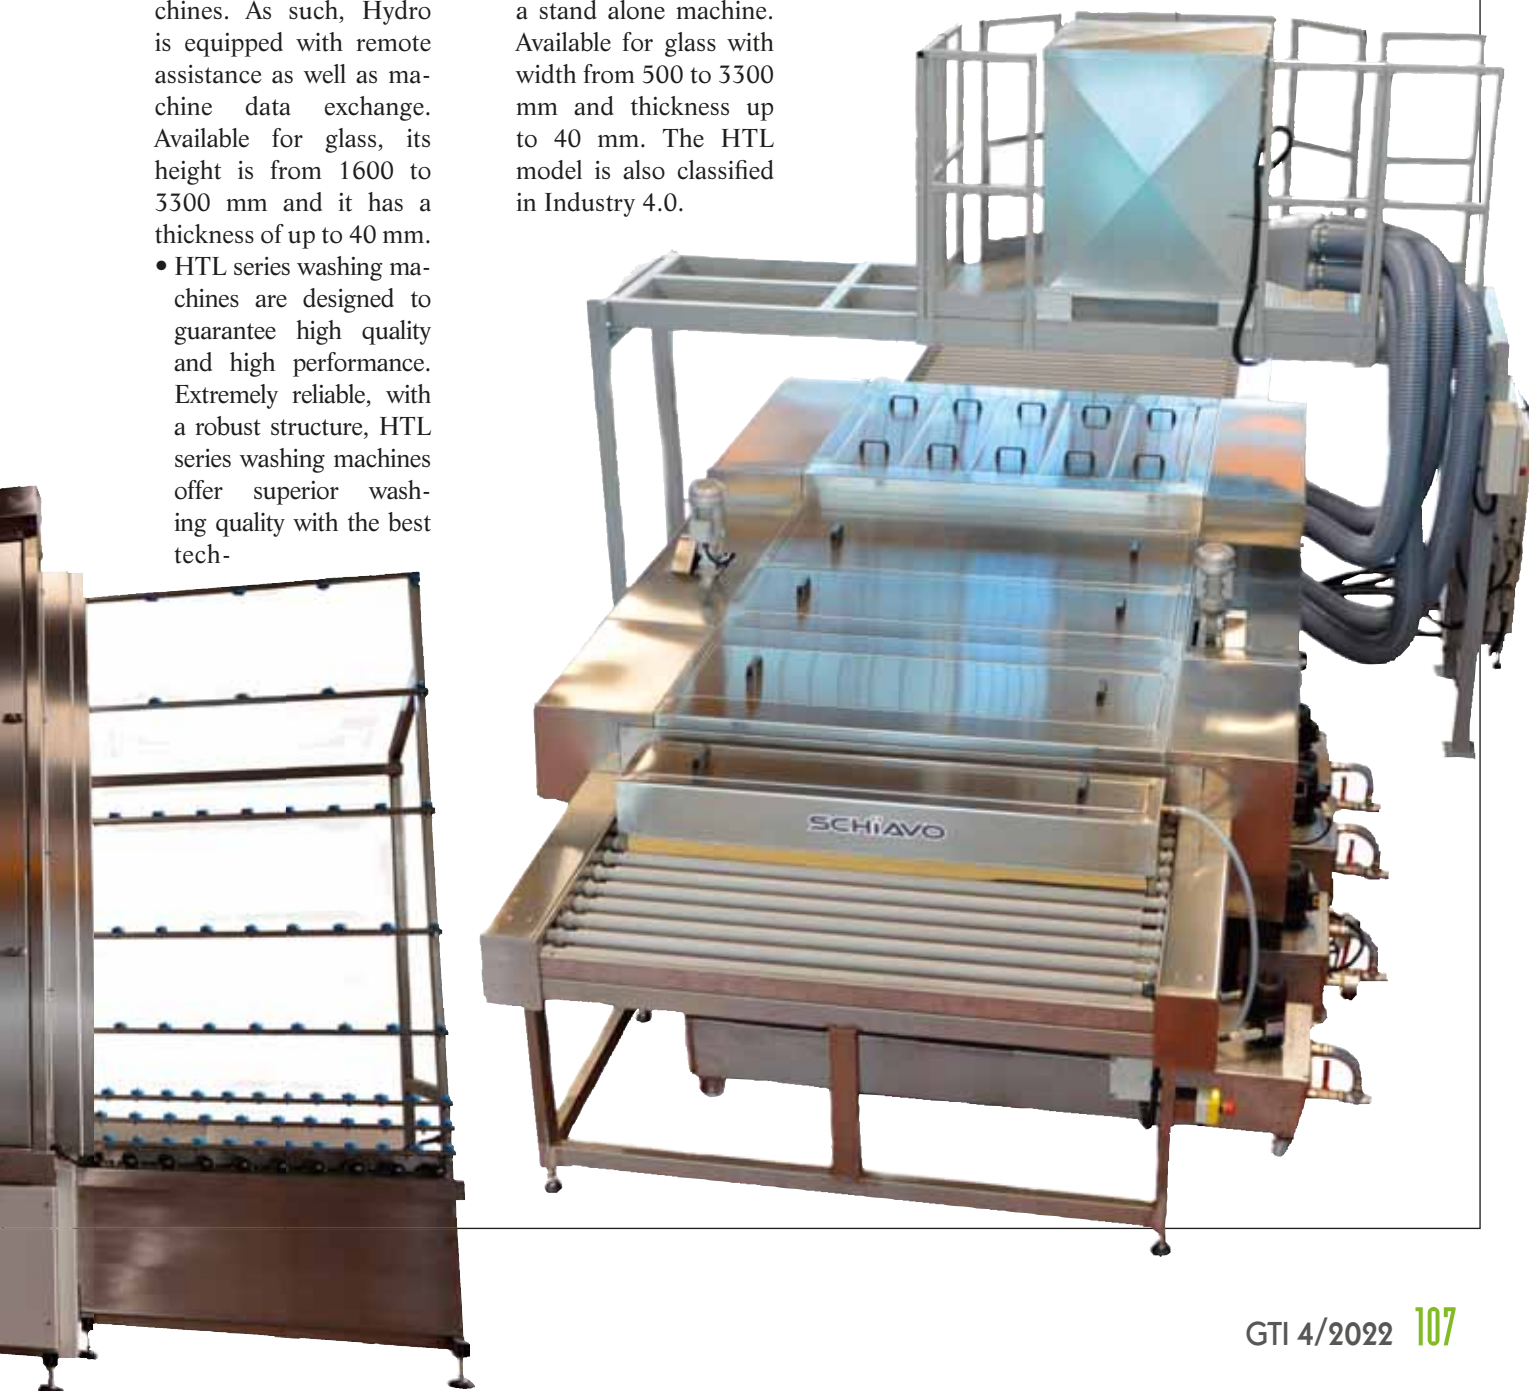 chines. As such, Hydro
is equipped with remote
assistance as well as ma-
chine data exchange.
Available for glass, its
height is from 1600 to
3300 mm and it has a
thickness of up to 40 mm.
• HTL series washing ma-
chines are designed to
guarantee high quality
and high performance.
Extremely reliable, with
a robust structure, HTL
series washing machines
offer superior wash-
ing quality with the best
tech-
a stand alone machine.
Available for glass with
width from 500 to 3300
mm and thickness up
to 40 mm. The HTL
model is also classified
in Industry 4.0.
SCHiAVO
GTI 4/2022 107